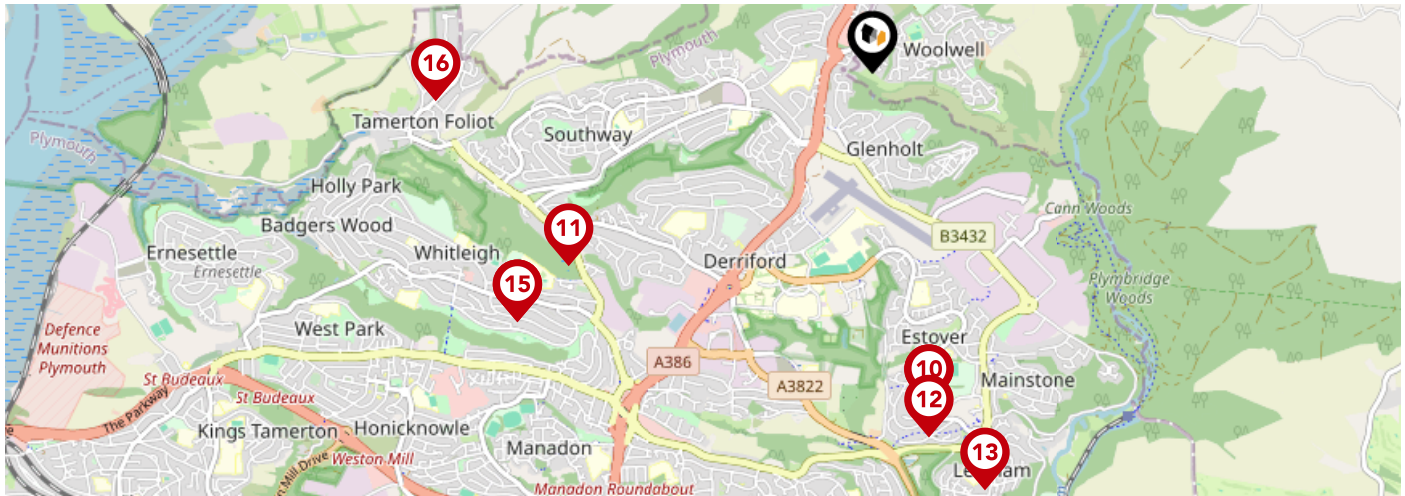 Plymouth
Woolwell
16
Tamerton Foliot
Southway
Plymouth
Glenholt
Holly Park
Cann Woods
Badgers Wood
11
B3432
Ernesettle
Whitleigh
Derriford
Ernesettle
15
Plymbridge
Woods
Defence
Munitions
Plymouth
West Park
Estover
A386
10
St Budeaux
A3822
Mainstone
St Budeaux
12
The Parkway
Kings Tamerton
Honicknowle
Manadon
13
Weston Mill
Mill Drive
Manadon Roundabout